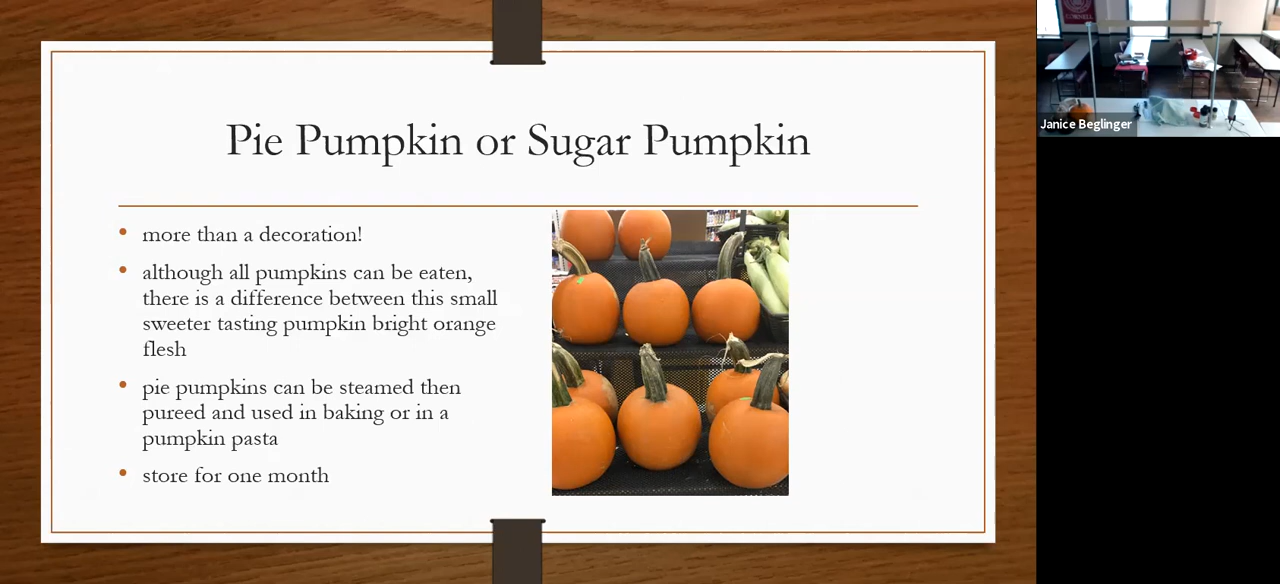 Pie Pumpkin or Sugar Pumpkin
more than a decoration!
although all pumpkins can be eaten,
there is a difference between this small
sweeter tasting pumpkin bright orange
flesh
pie pumpkins can be steamed then
pureed and used in baking or in a
pumpkin pasta
store for one month
CORNELL
Janice Beglinger